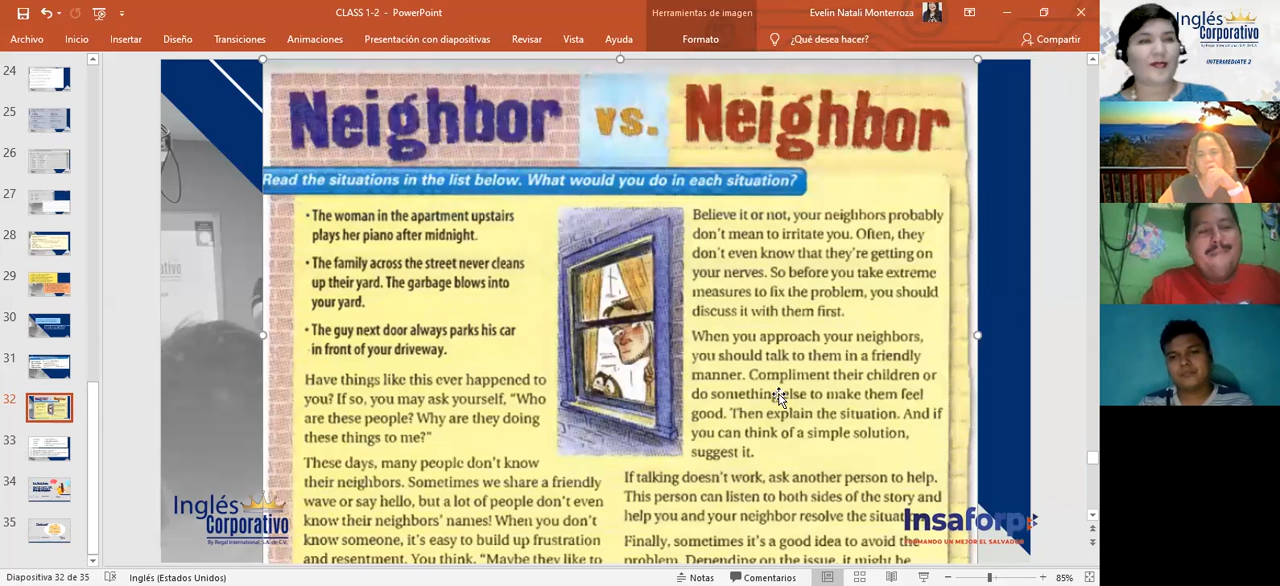 CLASS 1-2 - PowerPoint
Herramientas de imagen
Evelin Natali Monterroza
Archivo
Inicio
Insertar
Diseño
Transiciones
Animaciones
Presentación con diapositivas
Revisar
Vista
Ayuda
Formato
¿Qué desea hacer?
Compartir
24
25
26
27
28
29
30
31
32
33
34
35
Neighbor vs. Neighbor
Read the situations in the list below. What would you do in each situation?
• The woman in the apartment upstairs
plays her piano after midnight.
• The family across the street never cleans
up their yard. The garbage blows into
your yard.
• The guy next door always parks his car
in front of your driveway.
Have things like this ever happened to
you? If so, you may ask yourself, “Who
are these people? Why are they doing
these things to me?”
These days, many people don’t know
their neighbors. Sometimes we share a friendly
wave or say hello, but a lot of people don’t even
know their neighbors’ names! When you don’t
know someone, it’s easy to build up frustration
and resentment. You think, “Maybe they like to
Believe it or not, your neighbors probably
don’t mean to irritate you. Often, they
don’t even know that they’re getting on
your nerves. So before you take extreme
measures to fix the problem, you should
discuss it with them first.
When you approach your neighbors,
you should talk to them in a friendly
manner. Compliment their children or
do something else to make them feel
good. Then explain the situation. And if
you can think of a simple solution,
suggest it.
If talking doesn’t work, ask another person to help.
This person can listen to both sides of the story and
help you and your neighbor resolve the
Finally, sometimes it’s a good idea to avoid the
problem. Depending on the issue, it might be
Inglés
Corporativo
By Regal International, S.A. de C.V.
Insaforp
FORMANDO UN MEJOR EL SALVADOR
Inglés
Corporativo
By Regal International, S.A. de C.V.
INTERMEDIATE 2
Diapositiva 32 de 35
Inglés (Estados Unidos)
Notas
Comentarios
85%